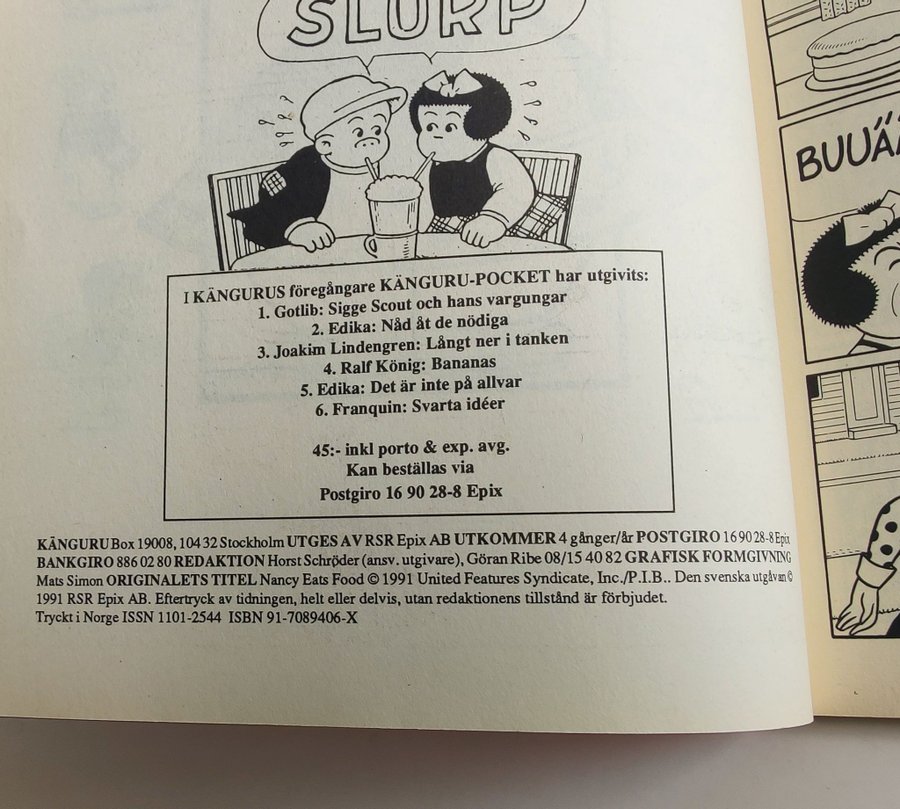 SLURP
I KÄNGURUS föregångare KÄNGURU-POCKET har utgivits:
1. Gotlib: Sigge Scout och hans vargungar
2. Edika: Nåd åt de nödiga
3. Joakim Lindengren: Långt ner i tanken
4. Ralf König: Bananas
5. Edika: Det är inte på allvar
6. Franquin: Svarta idéer
45:- inkl porto & exp. avg.
Kan beställas via
Postgiro 16 90 28-8 Epix
KÄNGURU Box 19008, 104 32 Stockholm UTGES AV RSR Epix AB UTKOMMER 4 gånger/år POSTGIRO 16 90 28-8 Epix
BANKGIRO 886 02 80 REDAKTION Horst Schrøder (ansv. utgivare), Göran Ribe 08/15 40 82 GRAFISK FORMGIVNING
Mats Simon ORIGINALETS TITEL Nancy Eats Food © 1991 United Features Syndicate, Inc./P.I.B.. Den svenska utgåvan ©
1991 RSR Epix AB. Eftertryck av tidningen, helt eller delvis, utan redaktionens tillstånd är förbjudet.
Tryckt i Norge ISSN 1101-2544 ISBN 91-7089406-X